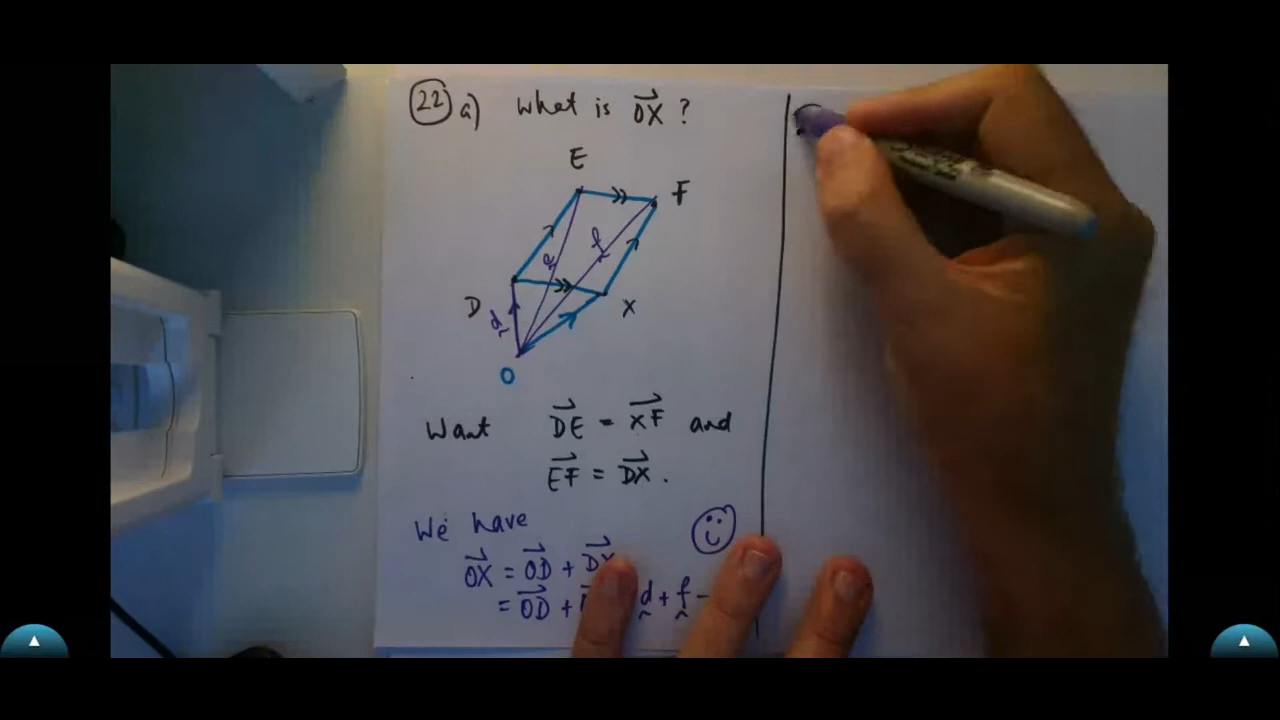 22 a) What is OX ?
E
F
e
f
D
X
d
O
Want DE = XF and
EF = DX.
We have
OX = OD + DX
= OD + d + f -